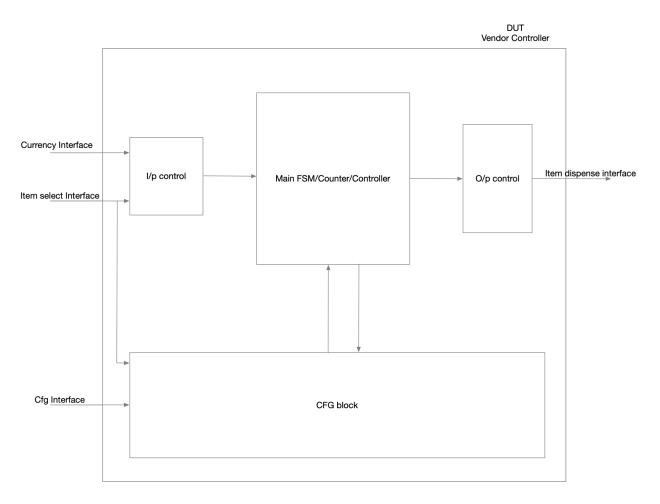 DUT
Vendor Controller
Currency Interface
I/p control
Main FSM/Counter/Controller
O/p control
Item dispense interface
Item select Interface
Cfg Interface
CFG block